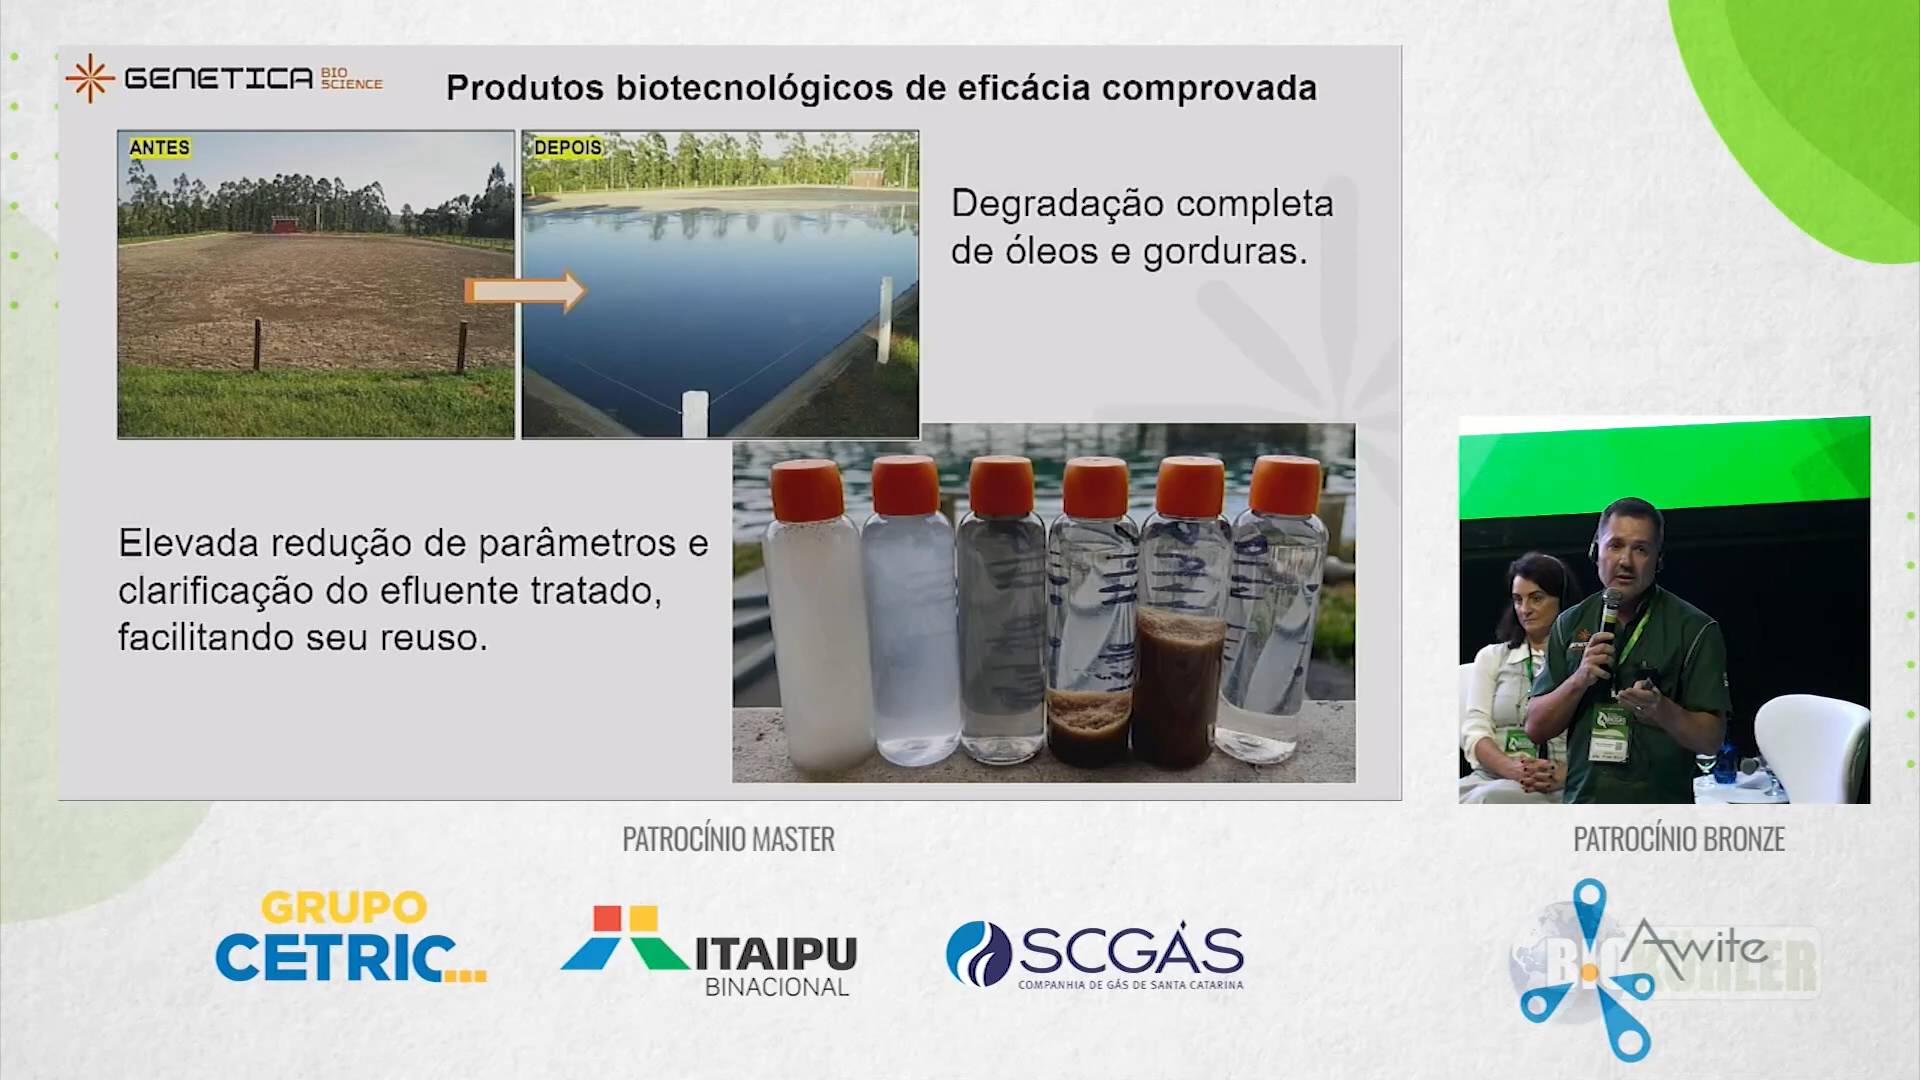 GENETICA BIO SCIENCE
Produtos biotecnológicos de eficácia comprovada
ANTES
DEPOIS
Degradação completa
de óleos e gorduras.
Elevada redução de parâmetros e
clarificação do efluente tratado,
facilitando seu reuso.
PATROCÍNIO MASTER
PATROCÍNIO BRONZE
GRUPO
CETRIC...
ITAIPU
BINACIONAL
SCGÁS
COMPANHIA DE GÁS DE SANTA CATARINA
Awite